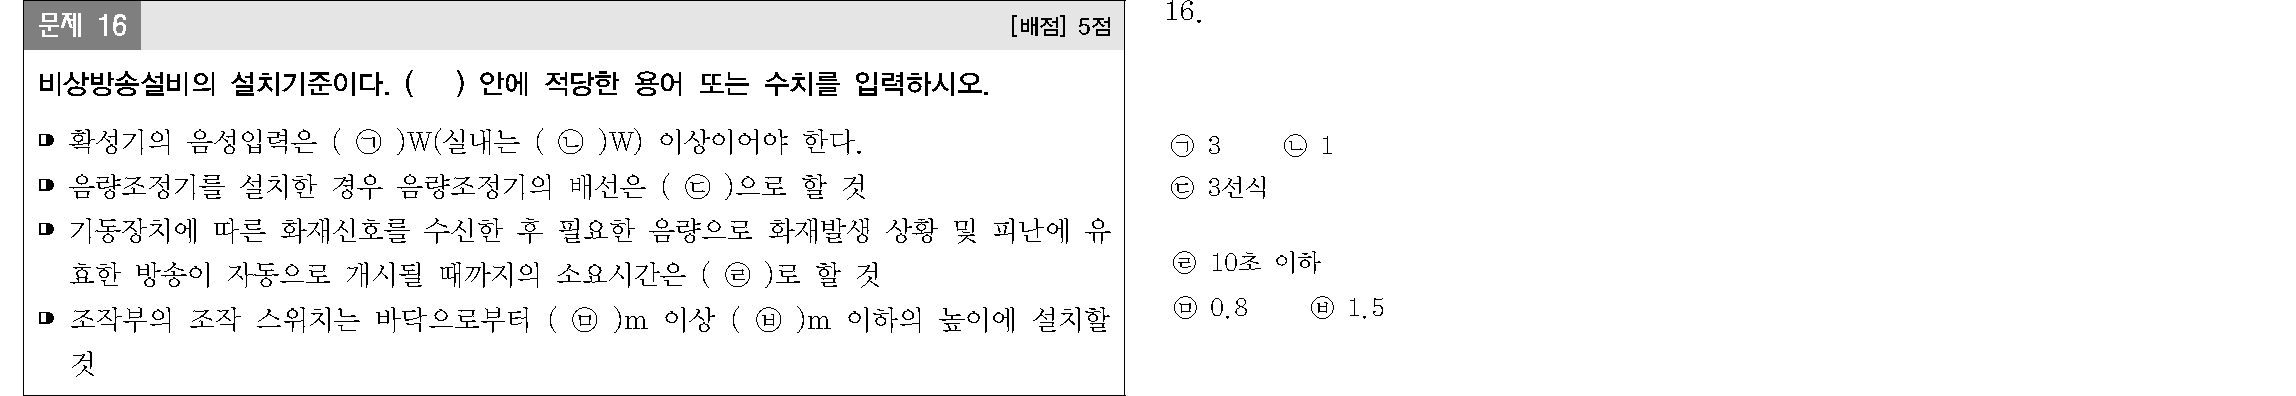 문제 16 [배점] 5점
비상방송설비의 설치기준이다. (    ) 안에 적당한 용어 또는 수치를 입력하시오.
확성기의 음성입력은 ( ㉠ )W(실내는 ( ㉡ )W) 이상이어야 한다.
음량조정기를 설치한 경우 음량조정기의 배선은 ( ㉢ )으로 할 것
기동장치에 따른 화재신호를 수신한 후 필요한 음량으로 화재발생 상황 및 피난에 유
효한 방송이 자동으로 개시될 때까지의 소요시간은 ( ㉣ )로 할 것
조작부의 조작 스위치는 바닥으로부터 ( ㉤ )m 이상 ( ㉥ )m 이하의 높이에 설치할
것
16.
㉠ 3 ㉡ 1
㉢ 3선식
㉣ 10초 이하
㉤ 0.8 ㉥ 1.5